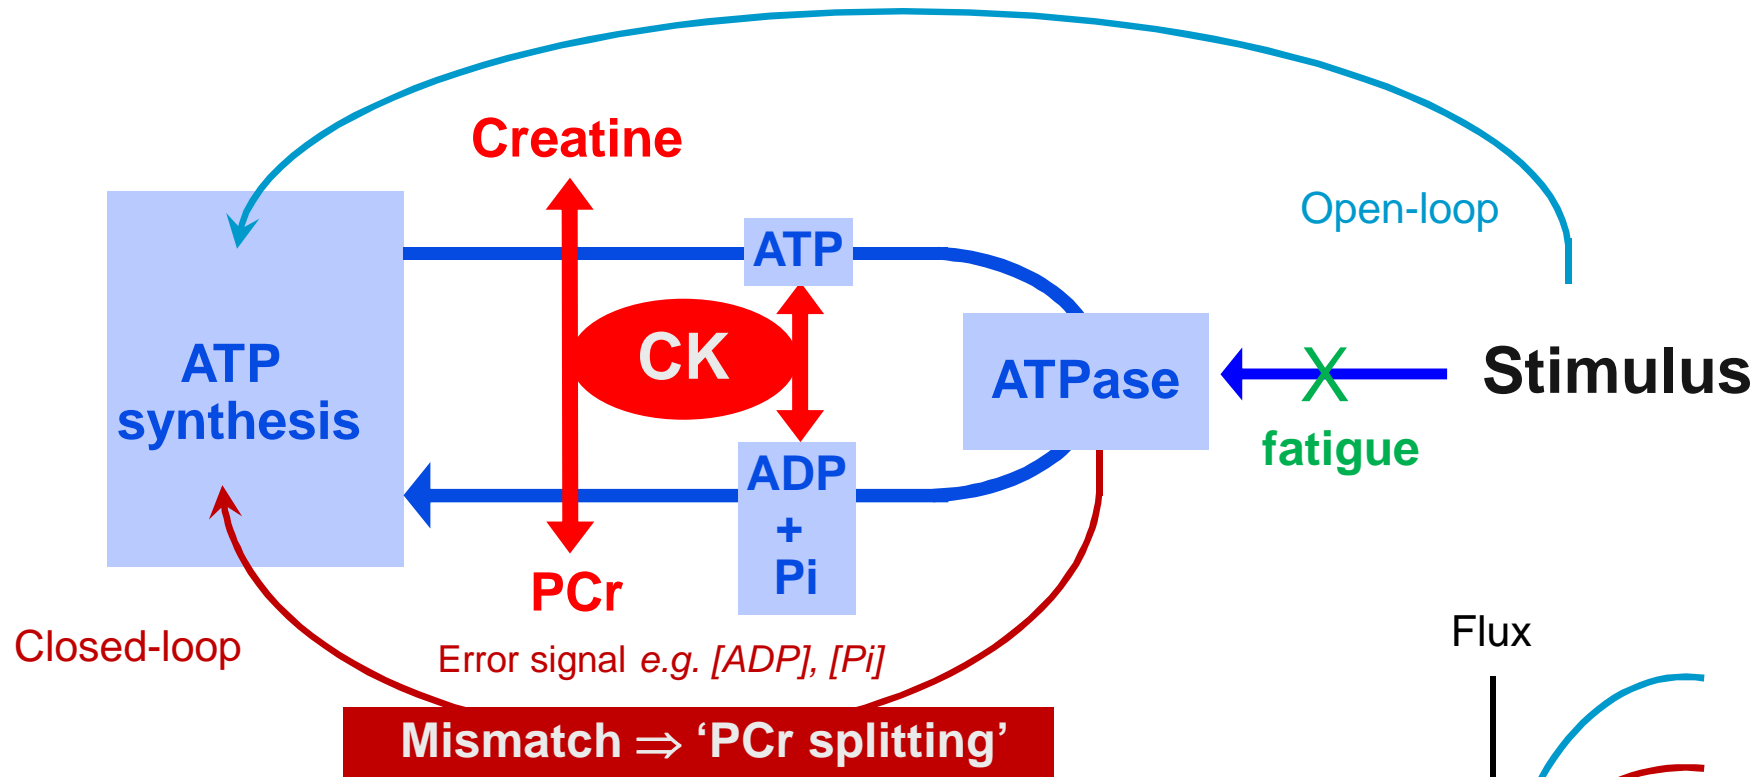 Creatine
Open-loop
ATP
CK
ATP
synthesis
ATPase
X
Stimulus
fatigue
ADP
+
Pi
PCr
Closed-loop
Error signal e.g. [ADP], [Pi]
Flux
Mismatch ⇒ ‘PCr splitting’